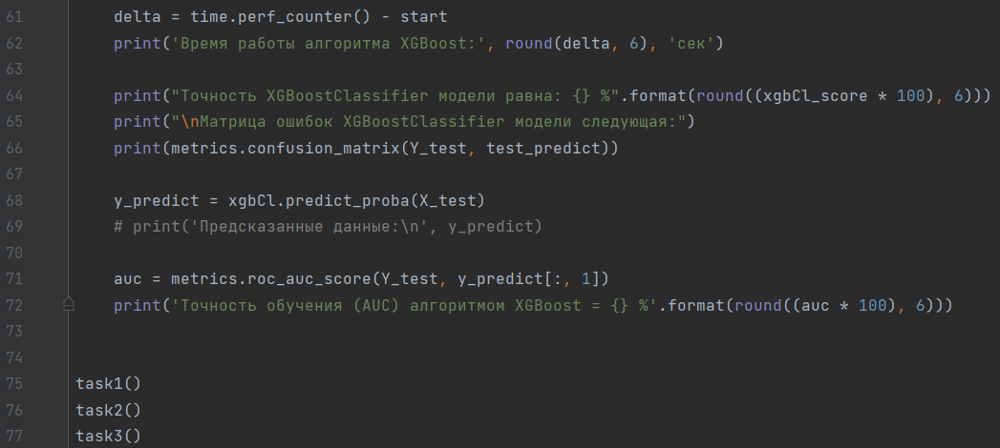 61 delta = time.perf_counter() - start
62 print('Время работы алгоритма XGBoost:', round(delta, 6), 'сек')
63
64 print("Точность XGBoostClassifier модели равна: {} %".format(round((xgbCl_score * 100), 6)))
65 print("\nМатрица ошибок XGBoostClassifier модели следующая:")
66 print(metrics.confusion_matrix(Y_test, test_predict))
67
68 y_predict = xgbCl.predict_proba(X_test)
69 # print('Предсказанные данные:\n', y_predict)
70
71 auc = metrics.roc_auc_score(Y_test, y_predict[:, 1])
72 print('Точность обучения (AUC) алгоритмом XGBoost = {} %'.format(round((auc * 100), 6)))
73
74
75 task1()
76 task2()
77 task3()